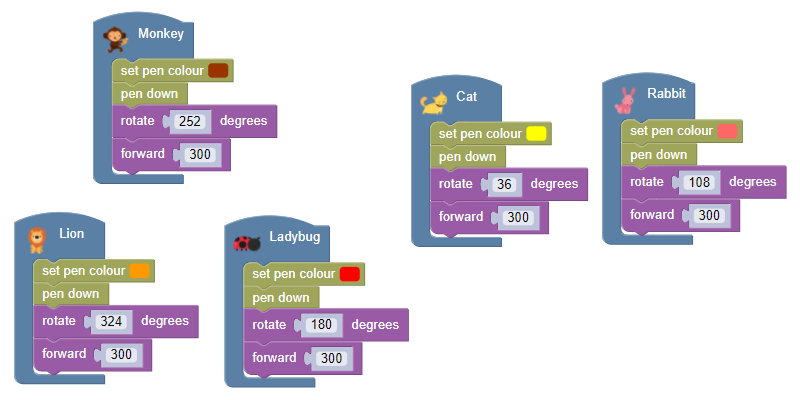 Monkey
set pen colour
pen down
rotate 252 degrees
forward 300
Cat
set pen colour
pen down
rotate 36 degrees
forward 300
Rabbit
set pen colour
pen down
rotate 108 degrees
forward 300
Lion
set pen colour
pen down
rotate 324 degrees
forward 300
Ladybug
set pen colour
pen down
rotate 180 degrees
forward 300